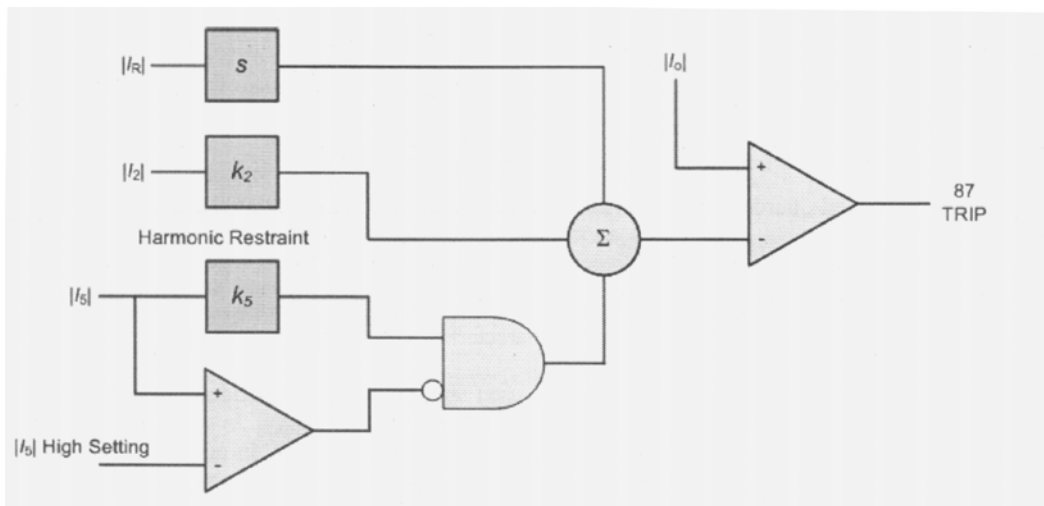 |I_R| s
|I_o|
|I_2| k_2
+
87
TRIP
Harmonic Restraint
Σ
-
|I_5| k_5
+
|I_5| High Setting
-